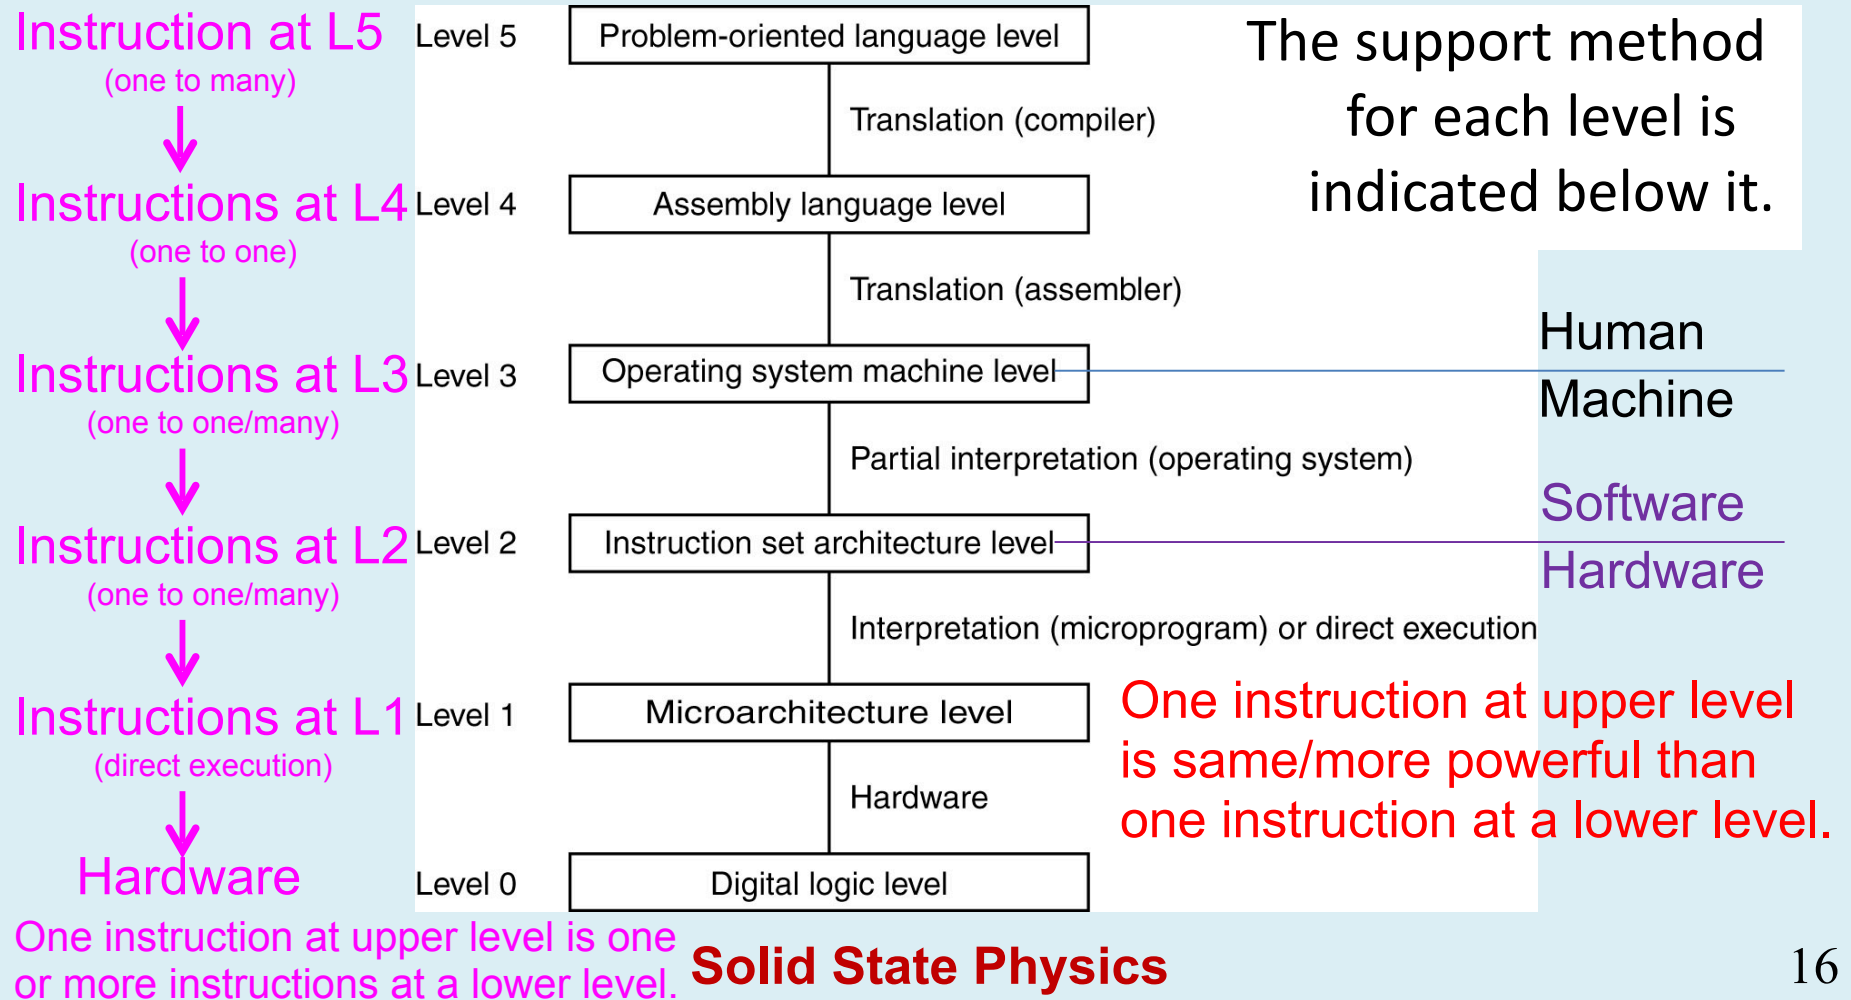 Instruction at L5
(one to many)
Instructions at L4
(one to one)
Instructions at L3
(one to one/many)
Instructions at L2
(one to one/many)
Instructions at L1
(direct execution)
Hardware
One instruction at upper level is one
or more instructions at a lower level.
Level 5
Problem-oriented language level
Translation (compiler)
Level 4
Assembly language level
Translation (assembler)
Level 3
Operating system machine level
Partial interpretation (operating system)
Level 2
Instruction set architecture level
Interpretation (microprogram) or direct execution
Level 1
Microarchitecture level
Hardware
Level 0
Digital logic level
Solid State Physics
The support method
for each level is
indicated below it.
Human
Machine
Software
Hardware
One instruction at upper level
is same/more powerful than
one instruction at a lower level.
16